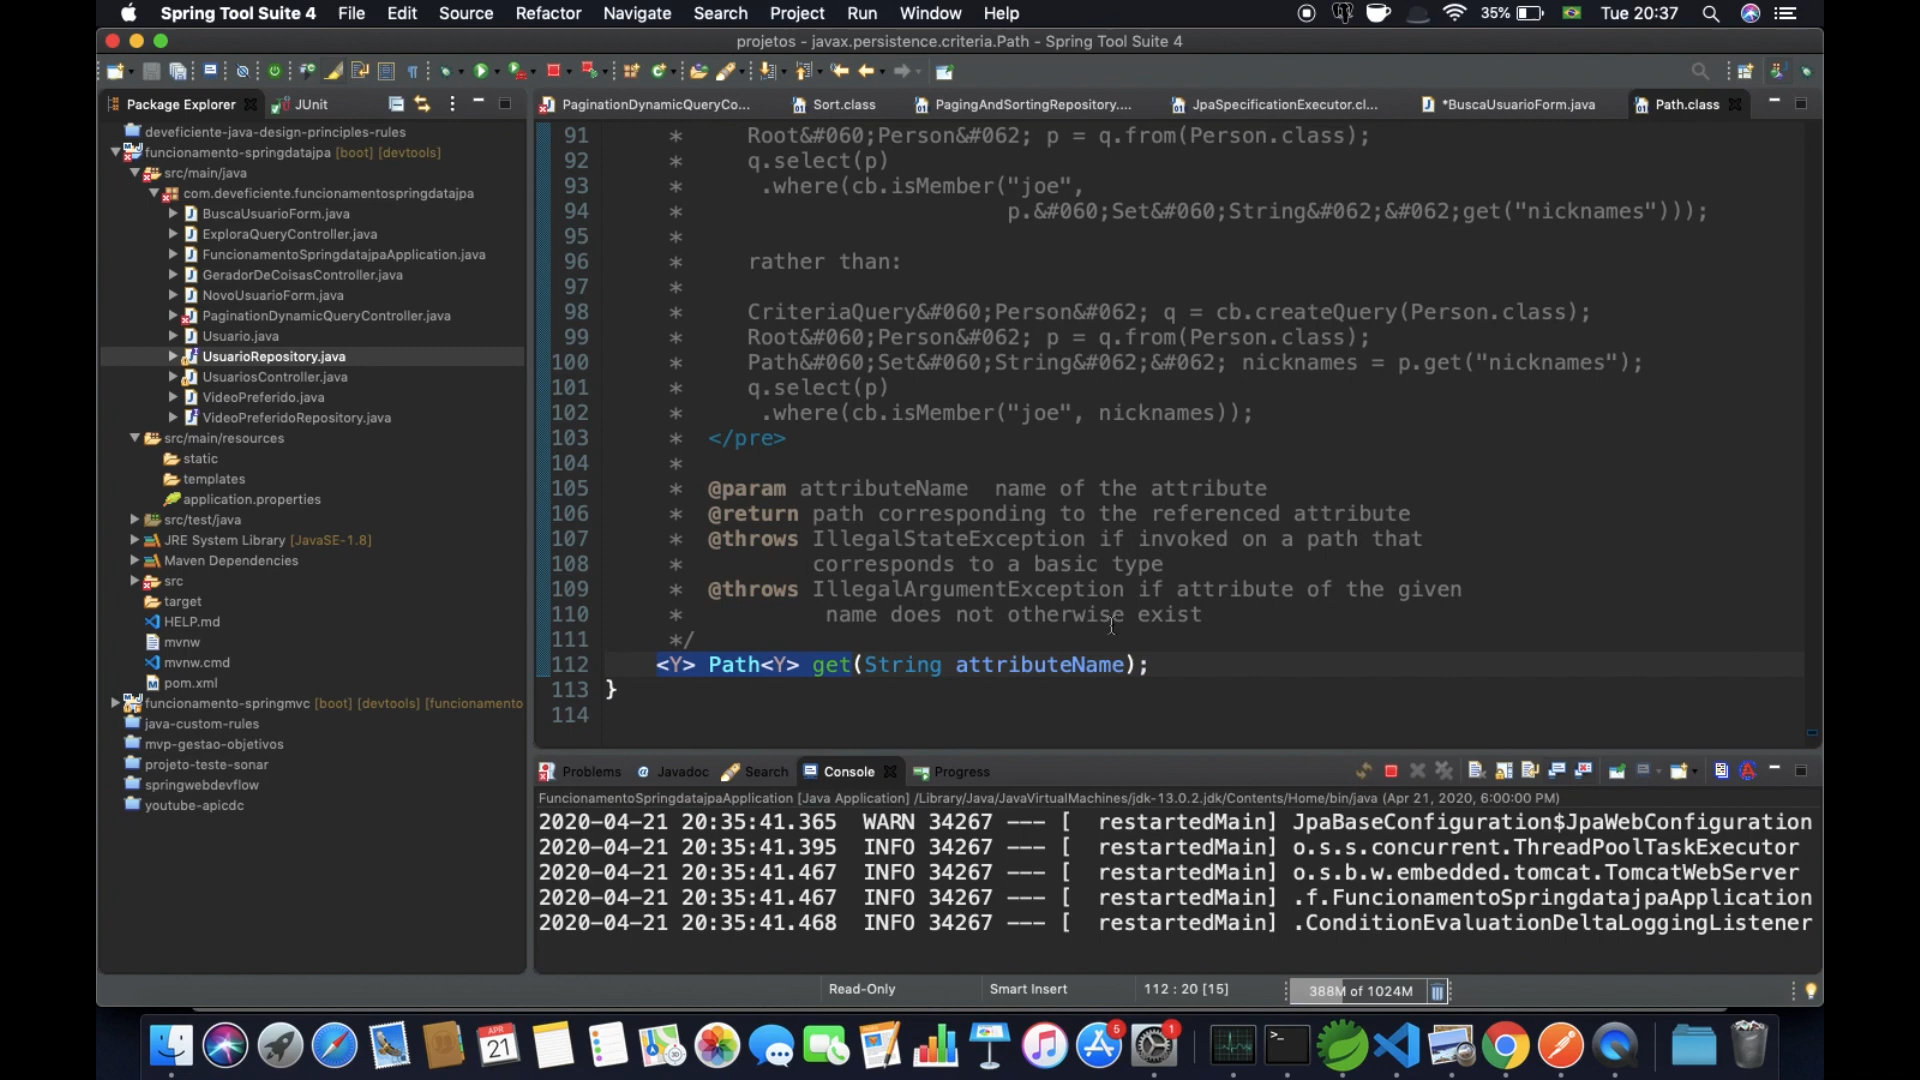 Spring Tool Suite 4 File Edit Source Refactor Navigate Search Project Run Window Help 35% Tue 20:37
projetos - javax.persistence.criteria.Path - Spring Tool Suite 4
Package Explorer JUnit
PaginationDynamicQueryCo... Sort.class PagingAndSortingRepository.... JpaSpecificationExecutor.cl... *BuscaUsuarioForm.java Path.class
deveficiente-java-design-principles-rules
funcionamento-springdatajpa [boot] [devtools]
src/main/java
com.deveficiente.funcionamentospringdatajpa
BuscaUsuarioForm.java
ExploraQueryController.java
FuncionamentoSpringdatajpaApplication.java
GeradorDeCoisasController.java
NovoUsuarioForm.java
PaginationDynamicQueryController.java
Usuario.java
UsuarioRepository.java
UsuariosController.java
VideoPreferido.java
VideoPreferidoRepository.java
src/main/resources
static
templates
application.properties
src/test/java
JRE System Library [JavaSE-1.8]
Maven Dependencies
src
target
HELP.md
mvnw
mvnw.cmd
pom.xml
funcionamento-springmvc [boot] [devtools] [funcionamento
java-custom-rules
mvp-gestao-objetivos
projeto-teste-sonar
springwebdevflow
youtube-apicdc
91 * Root&#060;Person&#062; p = q.from(Person.class);
92 * q.select(p)
93 * .where(cb.isMember("joe",
94 * p.&#060;Set&#060;String&#062;&#062;get("nicknames")));
95 *
96 * rather than:
97 *
98 * CriteriaQuery&#060;Person&#062; q = cb.createQuery(Person.class);
99 * Root&#060;Person&#062; p = q.from(Person.class);
100 * Path&#060;Set&#060;String&#062;&#062; nicknames = p.get("nicknames");
101 * q.select(p)
102 * .where(cb.isMember("joe", nicknames));
103 * </pre>
104 *
105 * @param attributeName name of the attribute
106 * @return path corresponding to the referenced attribute
107 * @throws IllegalStateException if invoked on a path that
108 * corresponds to a basic type
109 * @throws IllegalArgumentException if attribute of the given
110 * name does not otherwise exist
111 */
112 <Y> Path<Y> get(String attributeName);
113 }
114
Problems @ Javadoc Search Console Progress
FuncionamentoSpringdatajpaApplication [Java Application] /Library/Java/JavaVirtualMachines/jdk-13.0.2.jdk/Contents/Home/bin/java (Apr 21, 2020, 6:00:00 PM)
2020-04-21 20:35:41.365 WARN 34267 --- [ restartedMain] JpaBaseConfiguration$JpaWebConfiguration
2020-04-21 20:35:41.395 INFO 34267 --- [ restartedMain] o.s.s.concurrent.ThreadPoolTaskExecutor
2020-04-21 20:35:41.467 INFO 34267 --- [ restartedMain] o.s.b.w.embedded.tomcat.TomcatWebServer
2020-04-21 20:35:41.467 INFO 34267 --- [ restartedMain] .f.FuncionamentoSpringdatajpaApplication
2020-04-21 20:35:41.468 INFO 34267 --- [ restartedMain] .ConditionEvaluationDeltaLoggingListener
Read-Only Smart Insert 112 : 20 [15] 388M of 1024M
APR 21 5 1